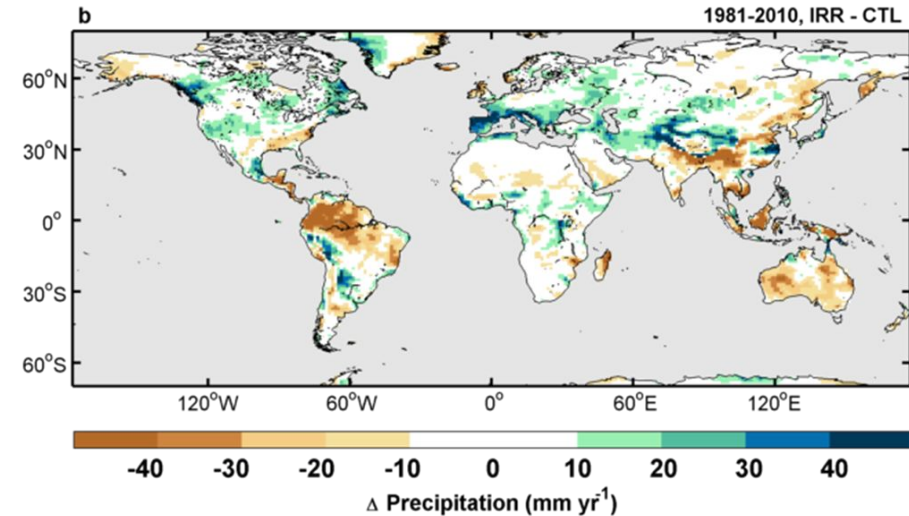 b 1981-2010, IRR - CTL
60°N
30°N
0°
30°S
60°S
120°W 60°W 0° 60°E 120°E
-40 -30 -20 -10 0 10 20 30 40
Δ Precipitation (mm yr⁻¹)